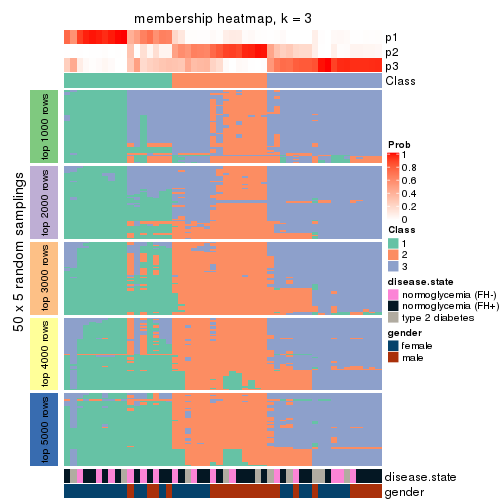 membership heatmap, k = 3
p1
p2
p3
Class
50 x 5 random samplings
top 1000 rows
top 2000 rows
top 3000 rows
top 4000 rows
top 5000 rows
Prob
1
0.8
0.6
0.4
0.2
0
Class
1
2
3
disease.state
normoglycemia (FH-)
normoglycemia (FH+)
type 2 diabetes
gender
female
male
disease.state
gender